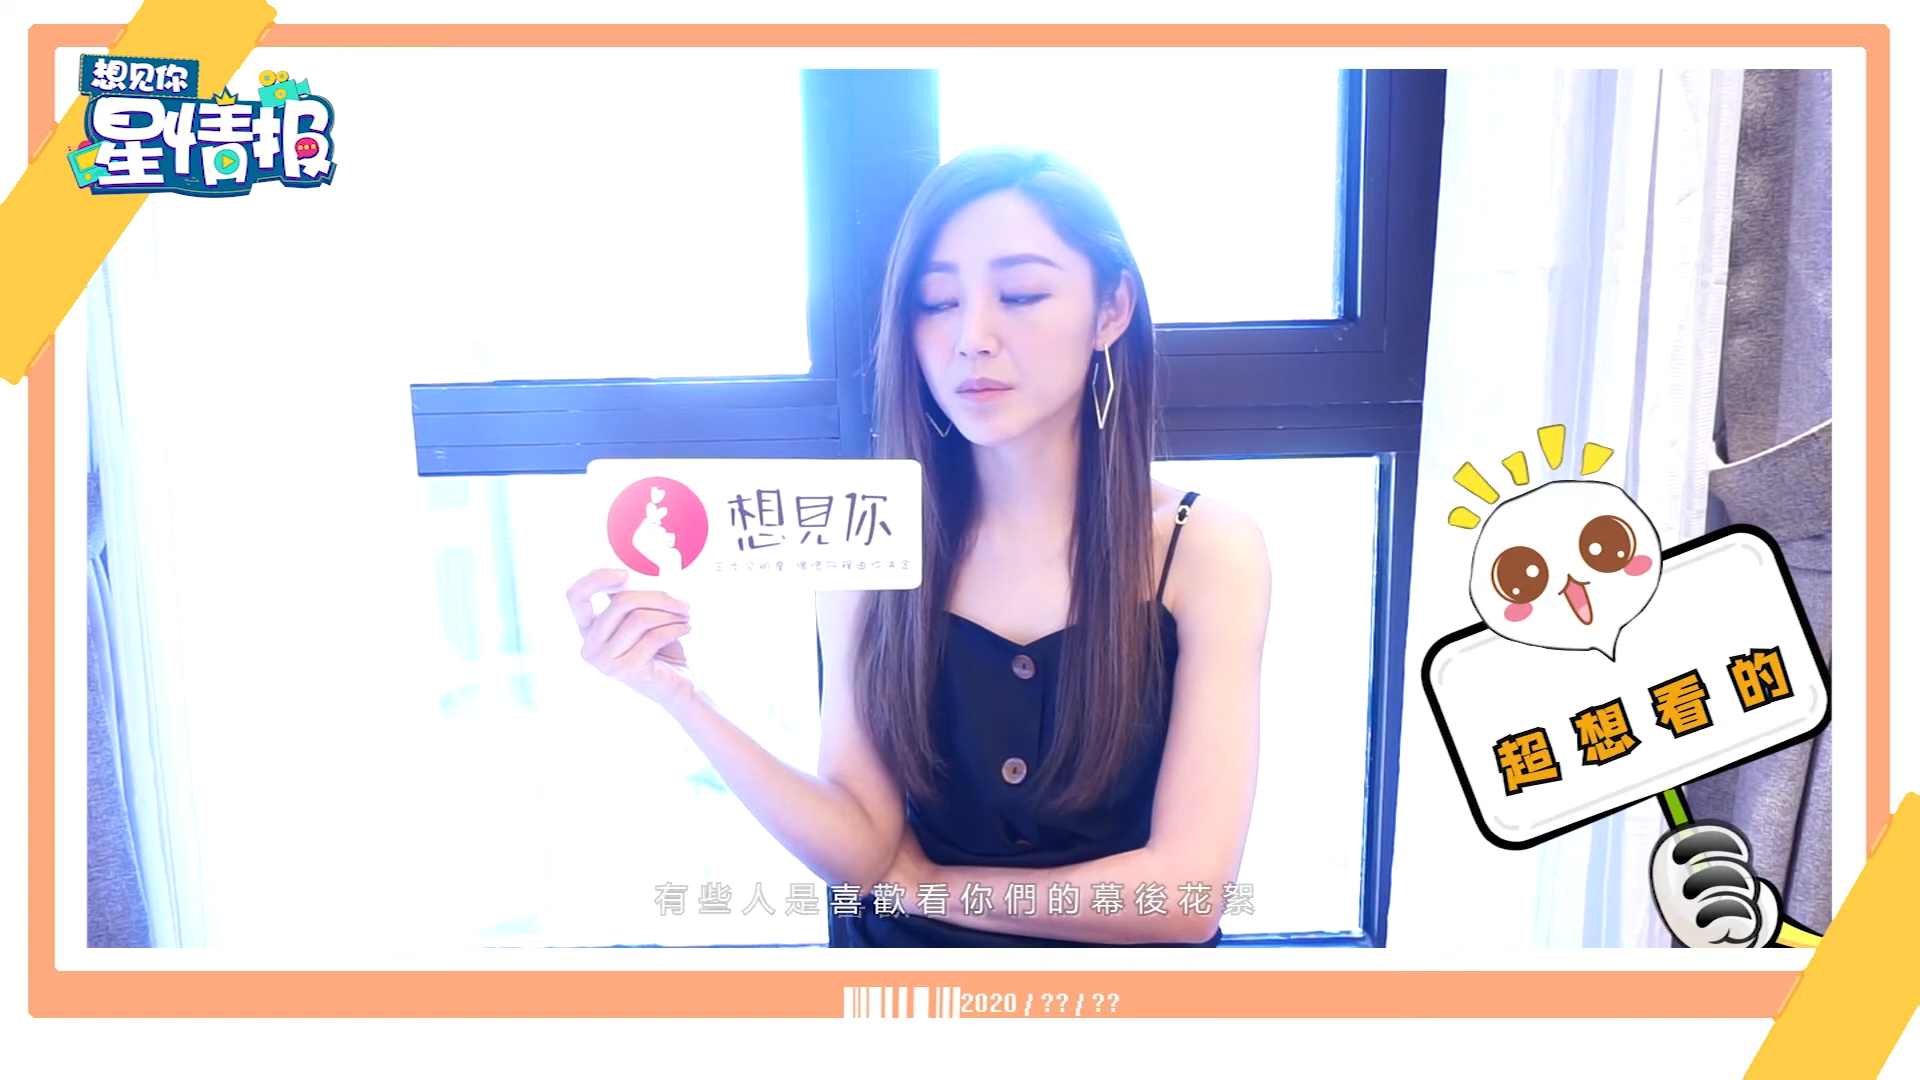 想见你
星情报
想見你
超想看的
有些人是喜歡看你們的幕後花絮
2020 / ?? / ??